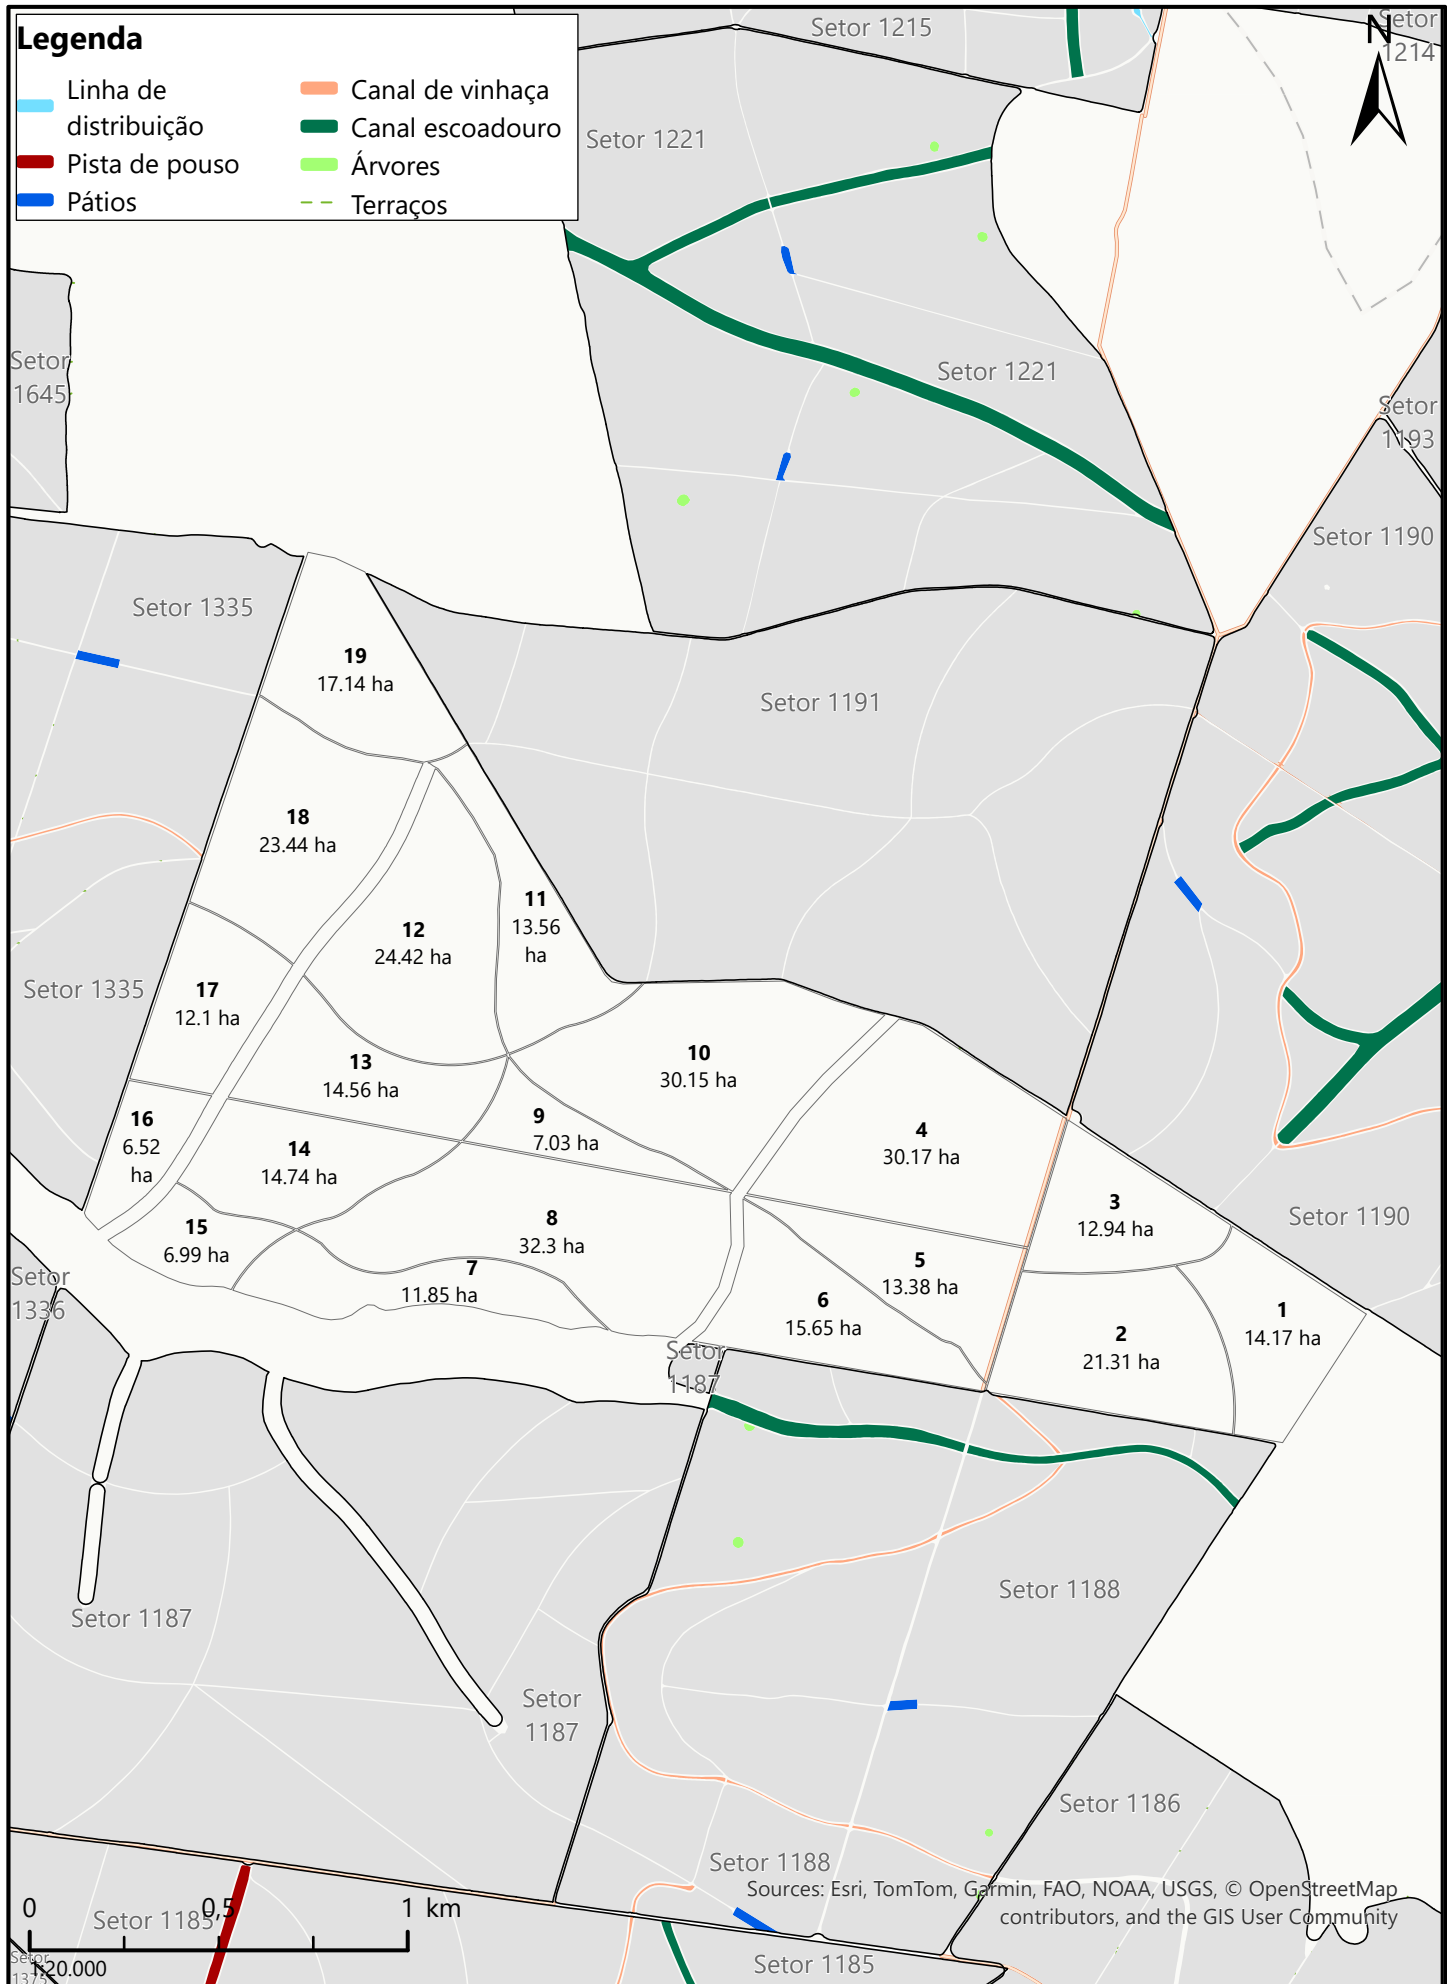 Legenda
Linha de
distribuição
Pista de pouso
Pátios
Canal de vinhaça
Canal escoadouro
Árvores
Terraços
N
Setor 1215
Setor
1214
Setor 1221
Setor 1221
Setor
1645
Setor
1193
Setor 1190
Setor 1335
19
17.14 ha
Setor 1191
18
23.44 ha
11
13.56
ha
12
24.42 ha
Setor 1335
17
12.1 ha
13
14.56 ha
10
30.15 ha
9
7.03 ha
16
6.52
ha
14
14.74 ha
4
30.17 ha
3
12.94 ha
Setor 1190
15
6.99 ha
8
32.3 ha
7
11.85 ha
5
13.38 ha
6
15.65 ha
2
21.31 ha
1
14.17 ha
Setor
1336
Setor
1187
Setor 1187
Setor 1188
Setor
1187
Setor 1186
Setor 1188
Sources: Esri, TomTom, Garmin, FAO, NOAA, USGS, © OpenStreetMap
contributors, and the GIS User Community
0 0,5 1 km
Setor 1185
Setor
1375
1:20.000
Setor 1185